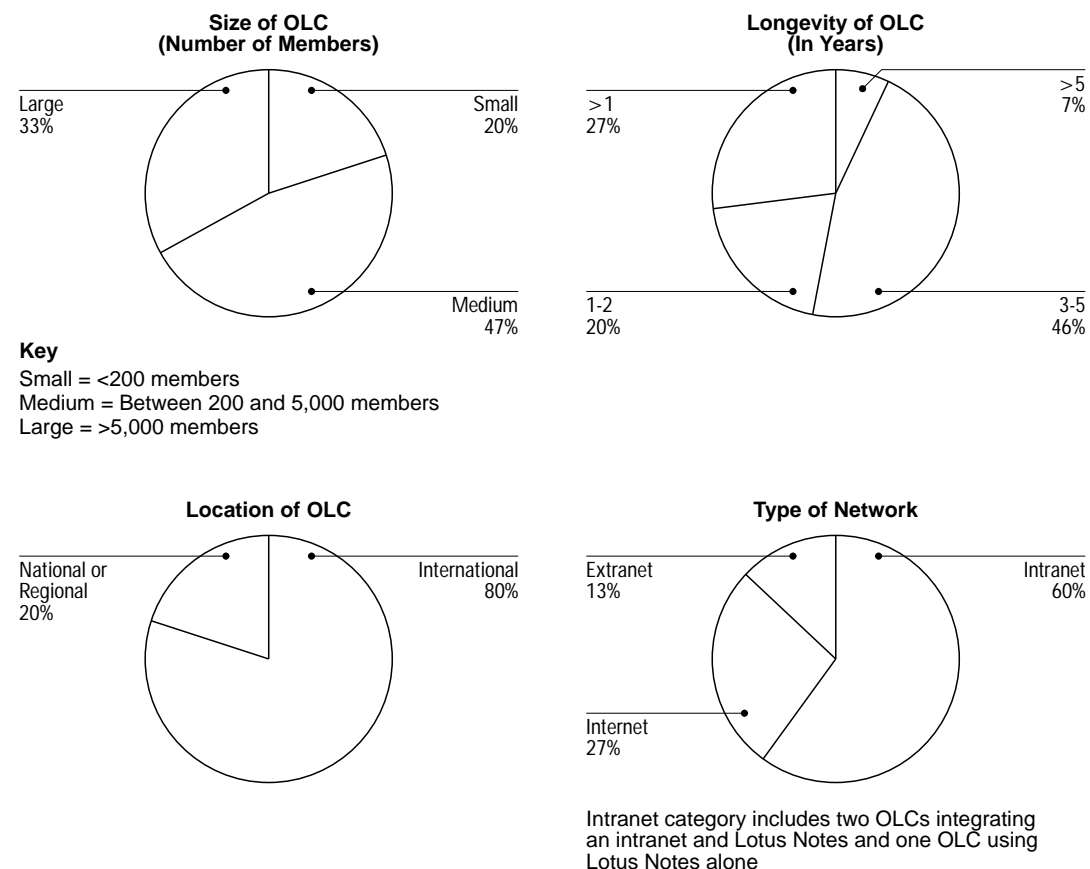 Size of OLC
(Number of Members)
Large
33%
Small
20%
Medium
47%
Key
Small = <200 members
Medium = Between 200 and 5,000 members
Large = >5,000 members
Longevity of OLC
(In Years)
>1
27%
>5
7%
1-2
20%
3-5
46%
Location of OLC
National or
Regional
20%
International
80%
Type of Network
Extranet
13%
Intranet
60%
Internet
27%
Intranet category includes two OLCs integrating
an intranet and Lotus Notes and one OLC using
Lotus Notes alone